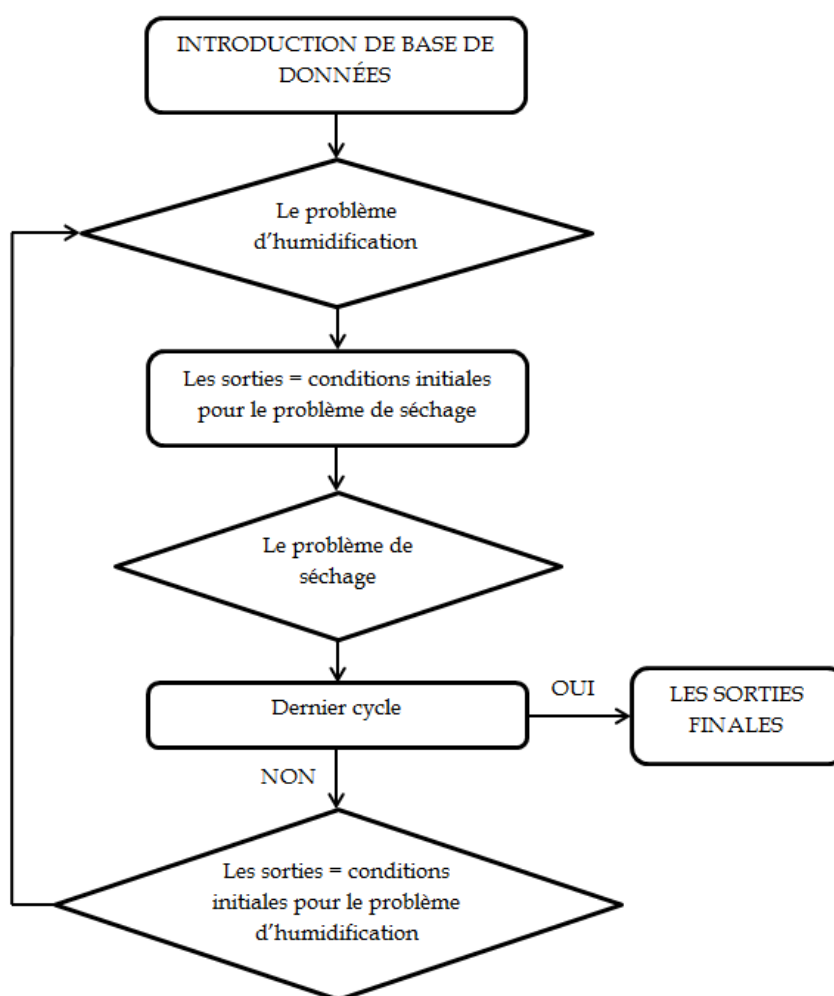 INTRODUCTION DE BASE DE
DONNÉES
Le problème
d'humidification
Les sorties = conditions initiales
pour le problème de séchage
Le problème de
séchage
Dernier cycle
OUI
LES SORTIES
FINALES
NON
Les sorties = conditions
initiales pour le problème
d'humidification